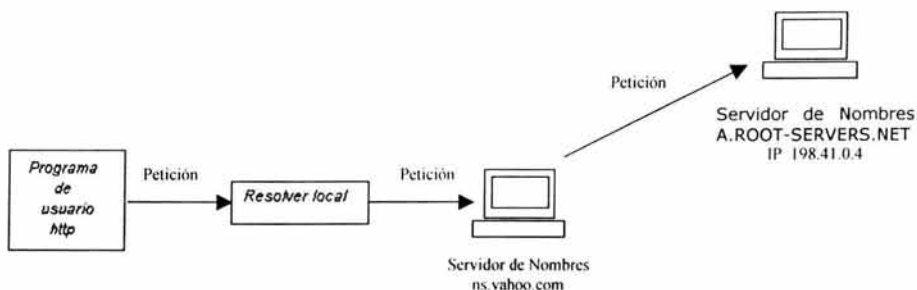 Petición
Servidor de Nombres
A.ROOT-SERVERS.NET
IP 198.41.0.4
Programa
de
usuario
http
Petición
Resolver local
Petición
Servidor de Nombres
ns.yahoo.com